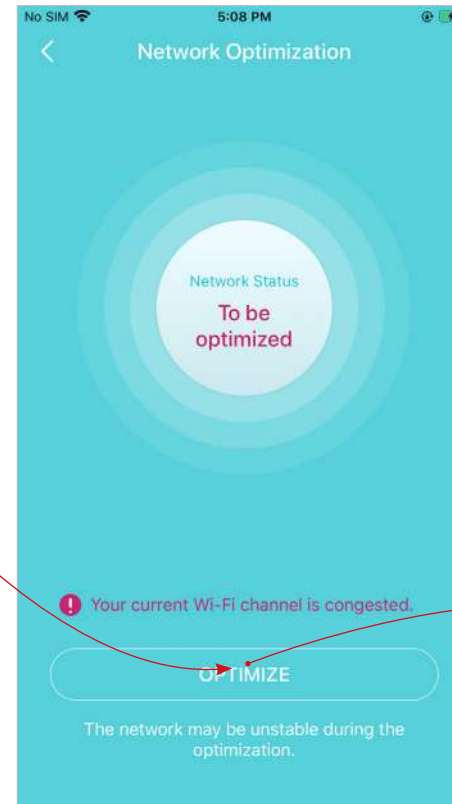 No SIM 5:08 PM
Network Optimization
Network Status
To be
optimized
Your current Wi-Fi channel is congested.
OPTIMIZE
The network may be unstable during the
optimization.